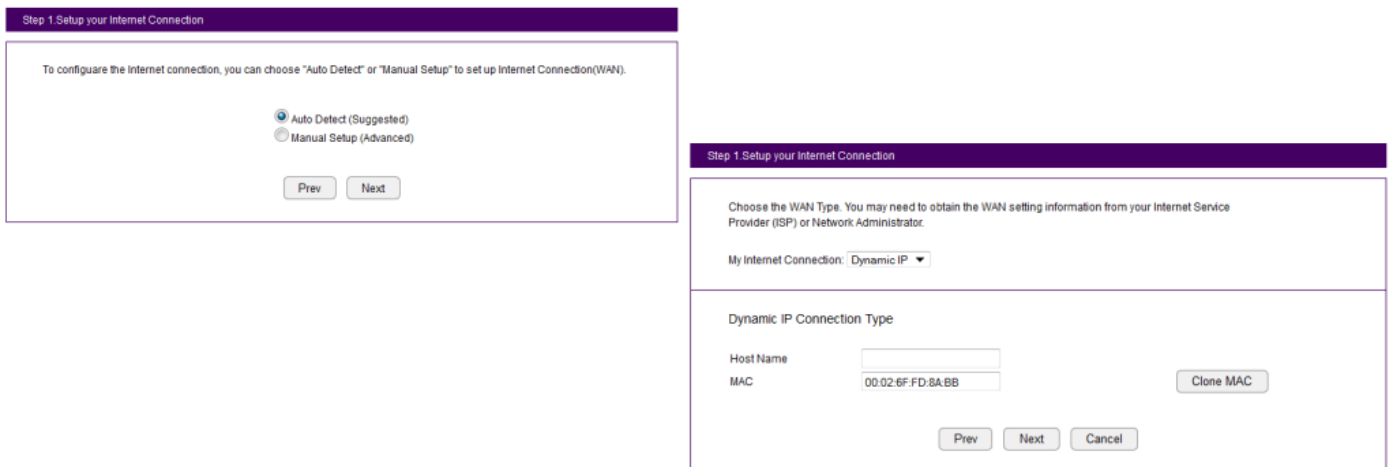 Step 1.Setup your Internet Connection
To configuare the Internet connection, you can choose "Auto Detect" or "Manual Setup" to set up Internet Connection(WAN).
Auto Detect (Suggested)
Manual Setup (Advanced)
Prev Next
Step 1.Setup your Internet Connection
Choose the WAN Type. You may need to obtain the WAN setting information from your Internet Service
Provider (ISP) or Network Administrator.
My Internet Connection: Dynamic IP
Dynamic IP Connection Type
Host Name
MAC 00:02:6F:FD:8A:BB Clone MAC
Prev Next Cancel